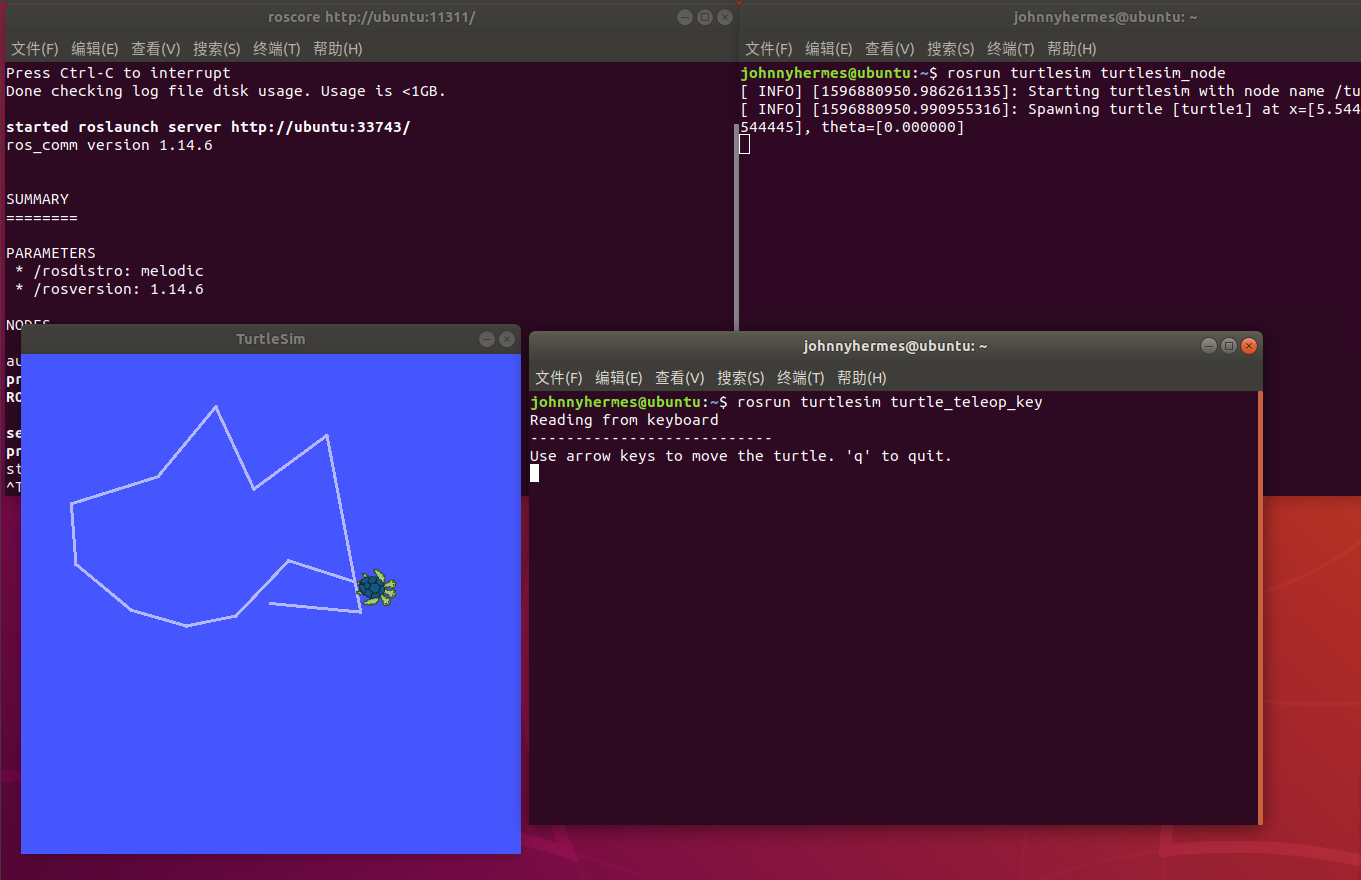 roscore http://ubuntu:11311/
文件(F) 编辑(E) 查看(V) 搜索(S) 终端(T) 帮助(H)
Press Ctrl-C to interrupt
Done checking log file disk usage. Usage is <1GB.
started roslaunch server http://ubuntu:33743/
ros_comm version 1.14.6
SUMMARY
========
PARAMETERS
* /rosdistro: melodic
* /rosversion: 1.14.6
NODES
au
pr
RO
se
pr
st
^T
johnnyhermes@ubuntu: ~
文件(F) 编辑(E) 查看(V) 搜索(S) 终端(T) 帮助(H)
johnnyhermes@ubuntu:~$ rosrun turtlesim turtlesim_node
[ INFO] [1596880950.986261135]: Starting turtlesim with node name /tu
[ INFO] [1596880950.990955316]: Spawning turtle [turtle1] at x=[5.544
544445], theta=[0.000000]
TurtleSim
johnnyhermes@ubuntu: ~
文件(F) 编辑(E) 查看(V) 搜索(S) 终端(T) 帮助(H)
johnnyhermes@ubuntu:~$ rosrun turtlesim turtle_teleop_key
Reading from keyboard
---------------------------
Use arrow keys to move the turtle. 'q' to quit.